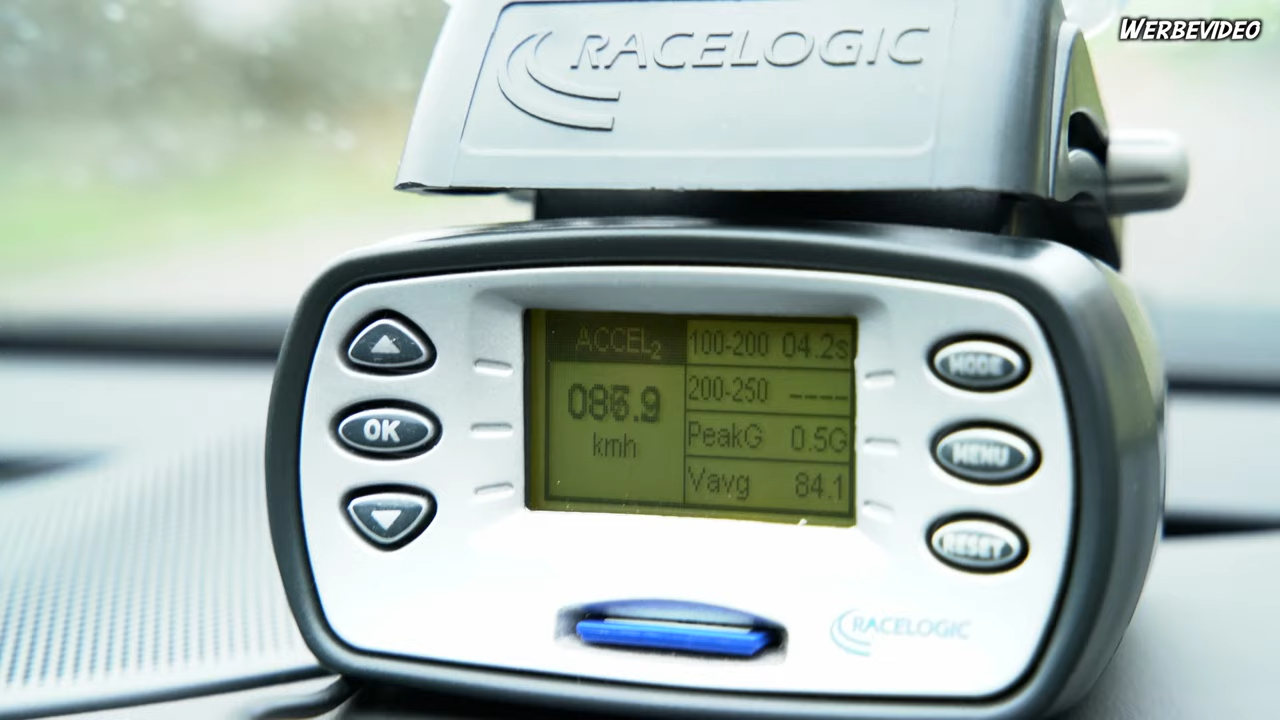 WERBEVIDEO
RACELOGIC
ACCEL2
100-200 04.2s
kmh
200-250 ----
PeakG 0.5G
Vavg 84.1
OK
MODE
MENU
RESET
RACELOGIC